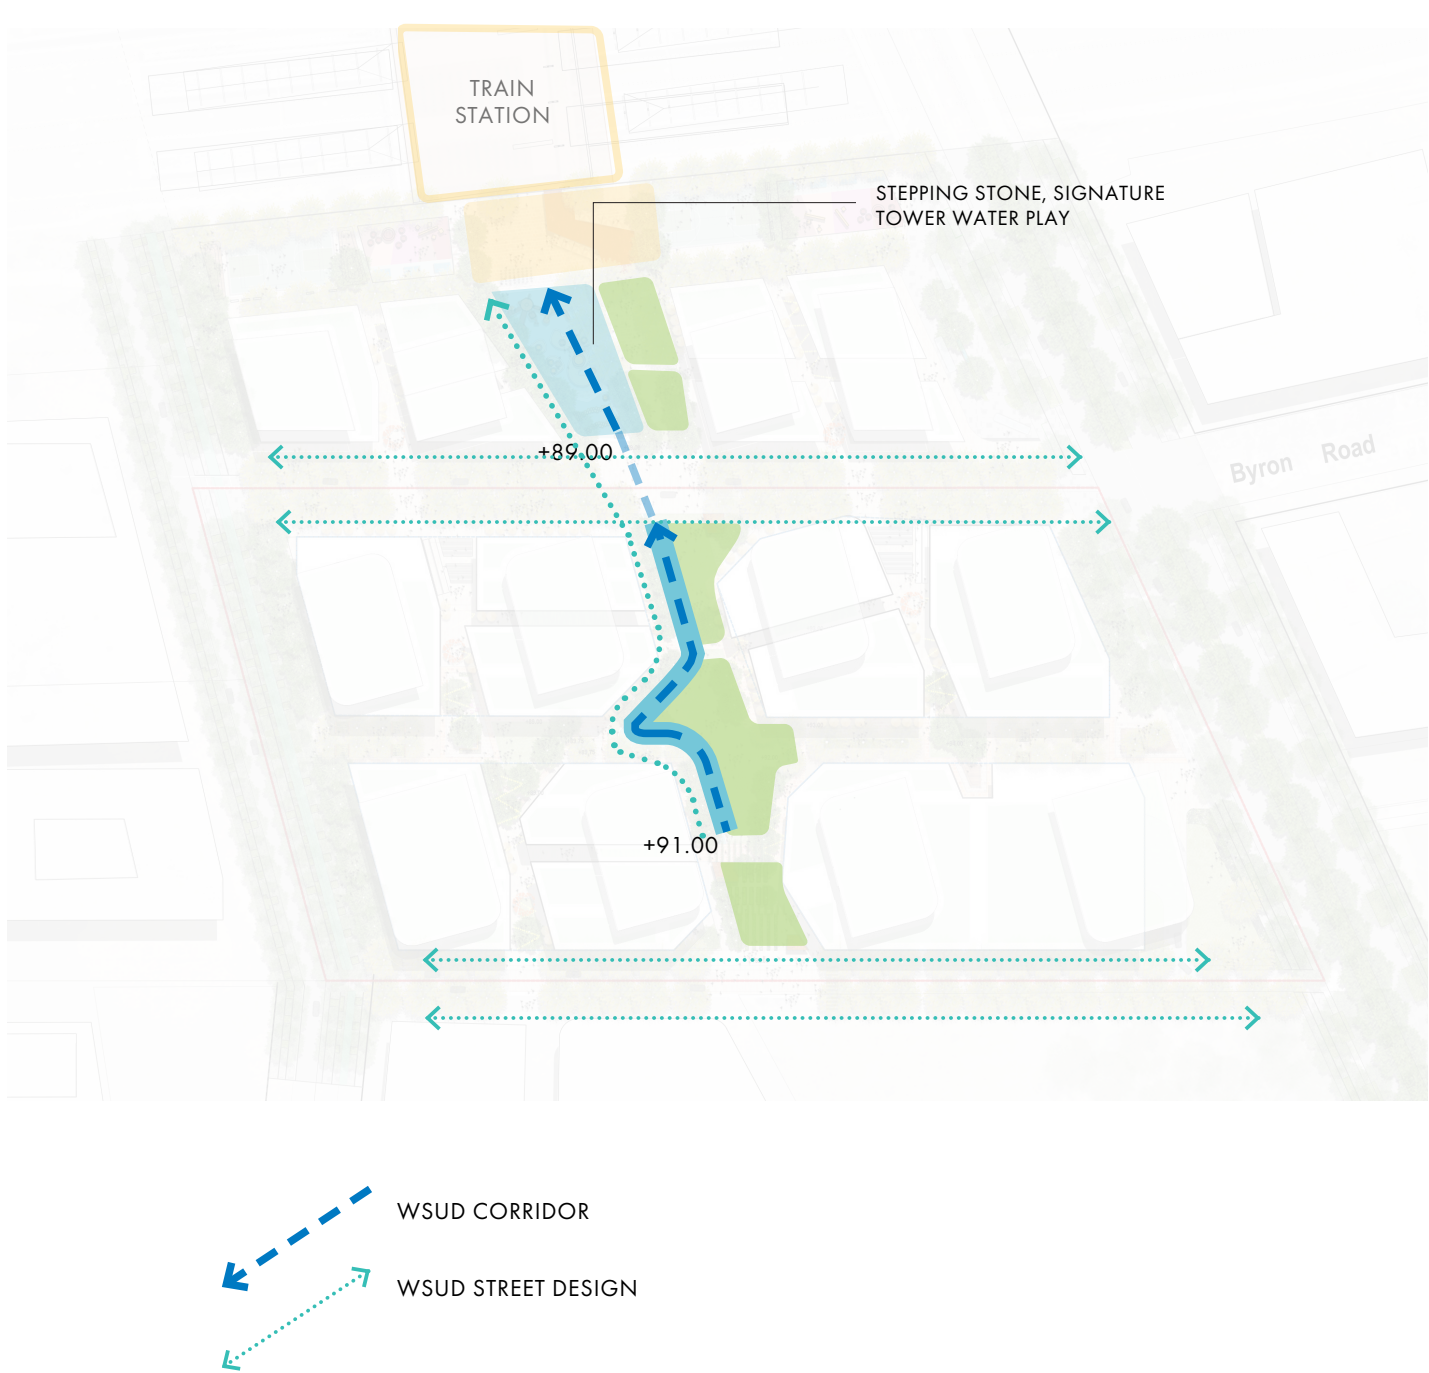 TRAIN
STATION
STEPPING STONE, SIGNATURE
TOWER WATER PLAY
+89.00
Byron Road
+91.00
WSUD CORRIDOR
WSUD STREET DESIGN